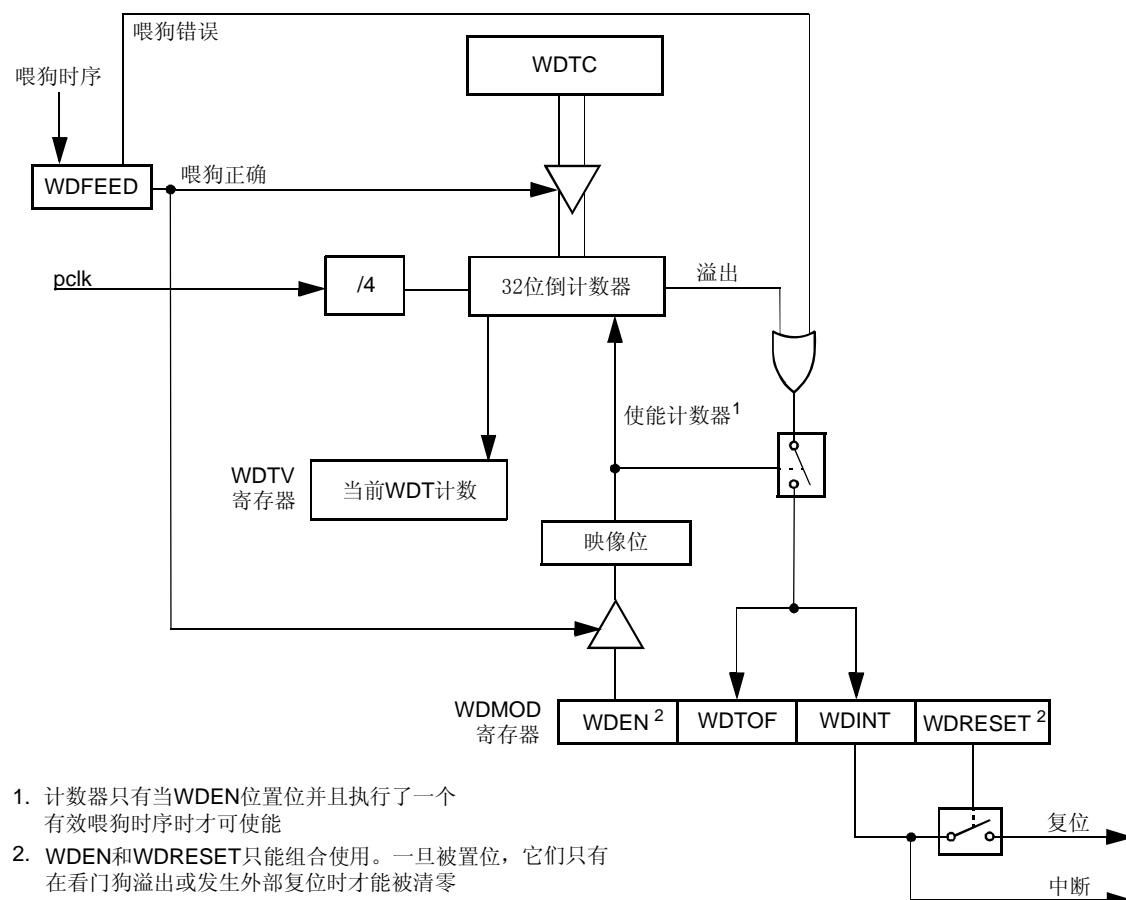 喂狗错误
WDTC
喂狗时序
WDFEED
喂狗正确
pclk
/4
32位倒计数器
溢出
使能计数器1
WDTV
寄存器
当前WDT计数
映像位
WDMOD
寄存器
WDEN 2
WDTOF
WDINT
WDRESET 2
1. 计数器只有当WDEN位置位并且执行了一个
有效喂狗时序时才可使能
2. WDEN和WDRESET只能组合使用。一旦被置位，它们只有
在看门狗溢出或发生外部复位时才能被清零
复位
中断